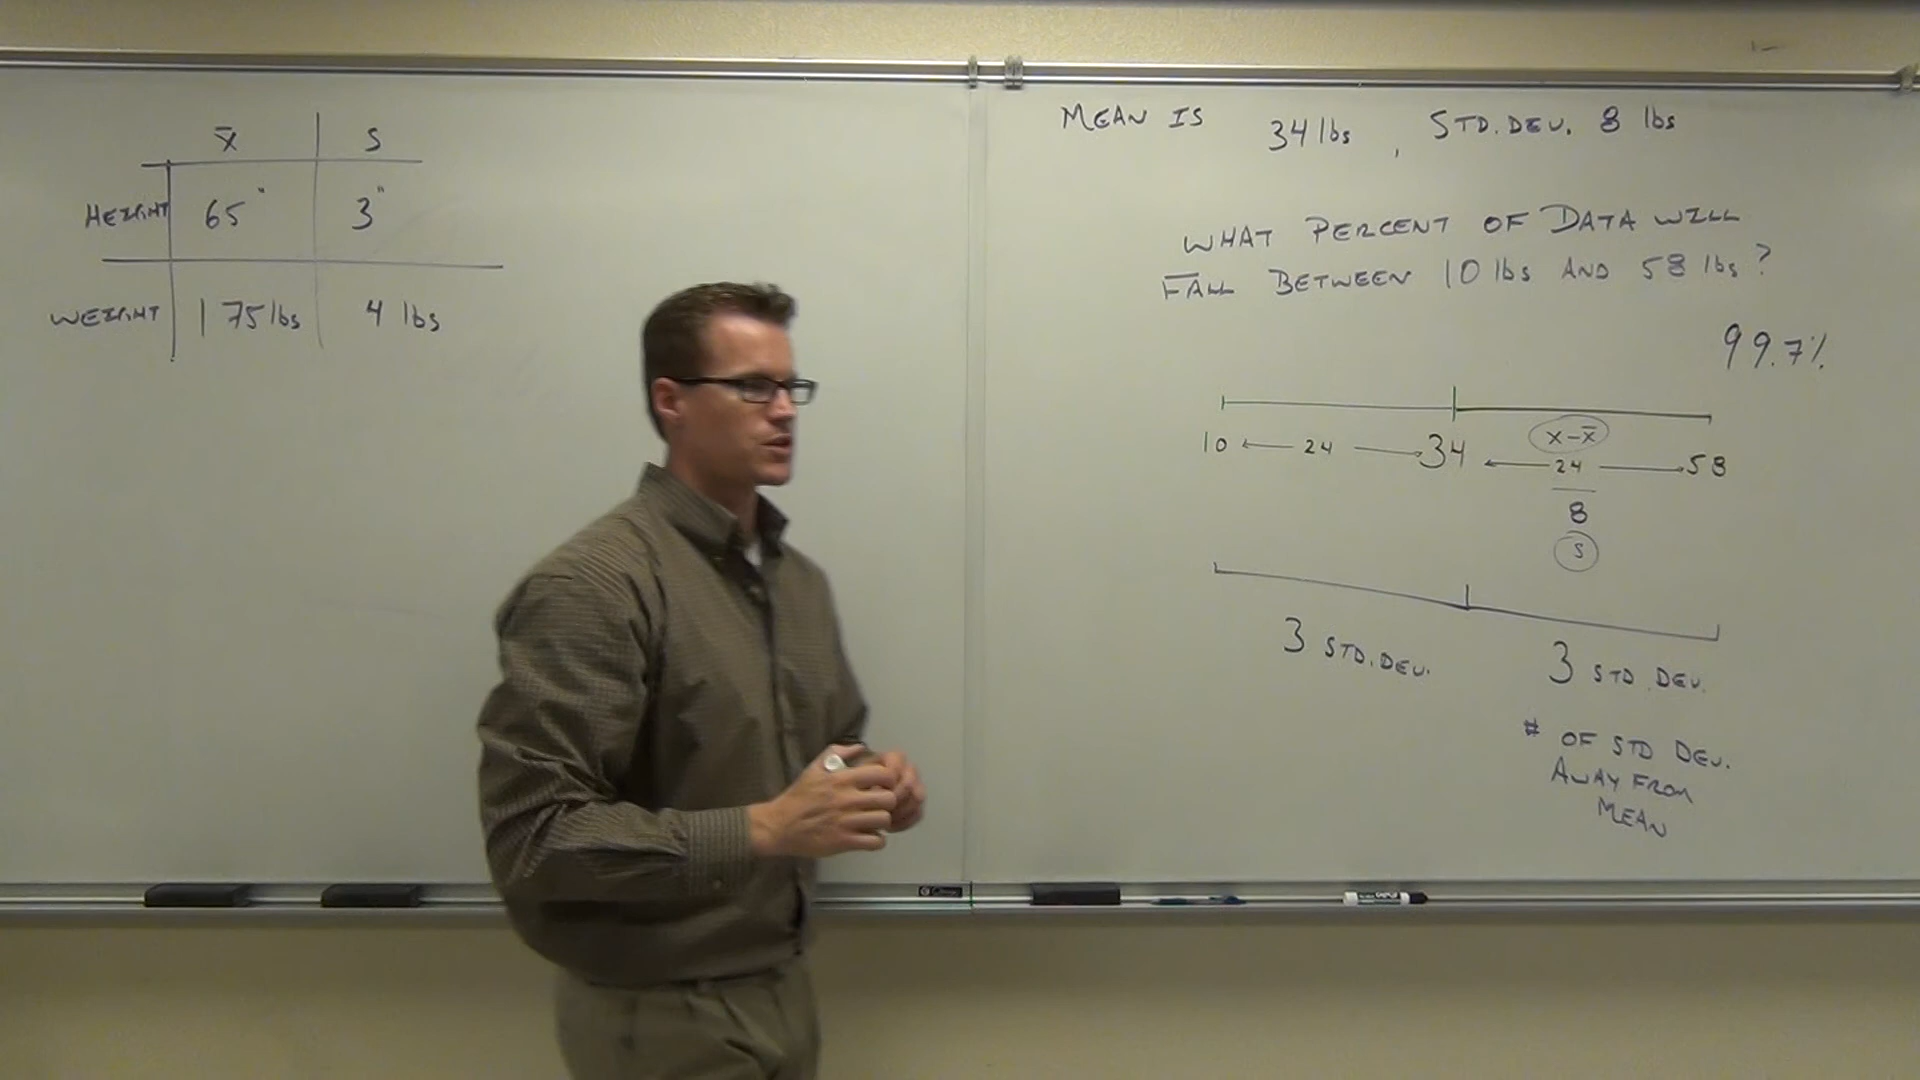 x̄ S
HEIGHT 65" 3"
WEIGHT 175 lbs 4 lbs
MEAN IS 34 lbs, STD. DEV. 8 lbs
WHAT PERCENT OF DATA WILL
FALL BETWEEN 10 lbs AND 58 lbs?
99.7%
x-x̄
10 24 34 24 58
8
S
3 STD. DEV. 3 STD. DEV.
# OF STD DEV.
AWAY FROM
MEAN